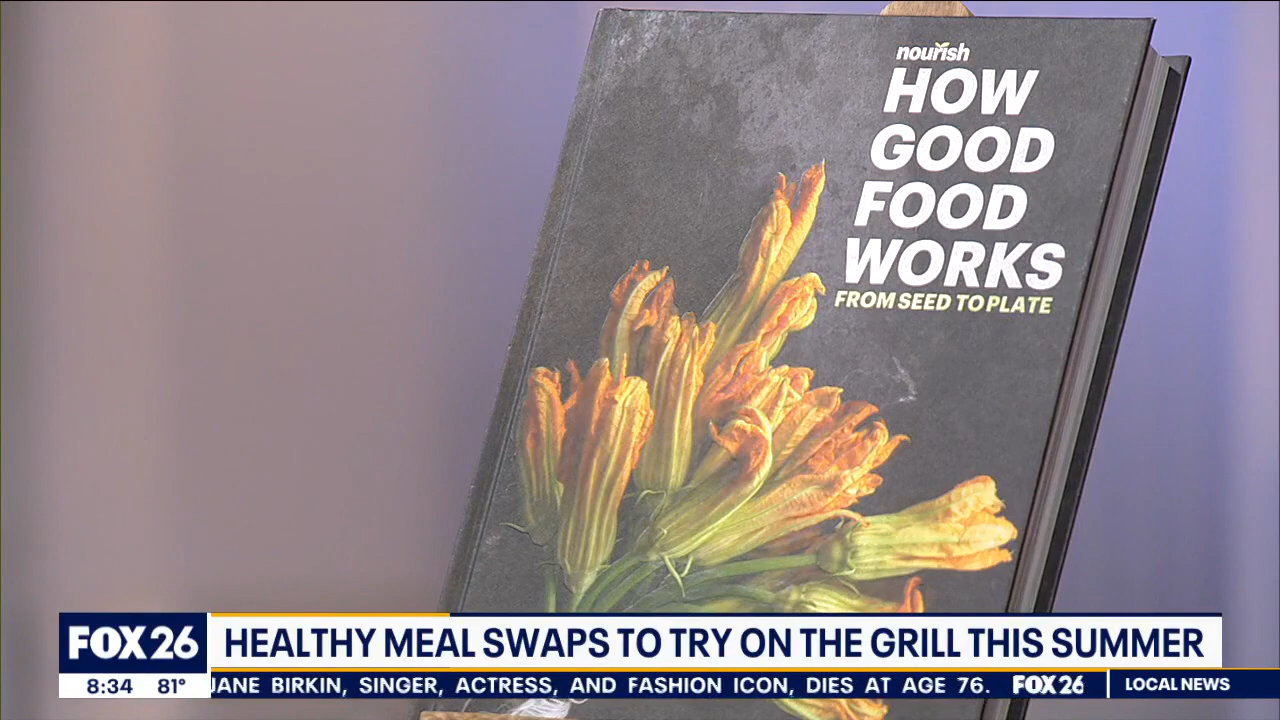 nourish
HOW
GOOD
FOOD
WORKS
FROM SEED TO PLATE
FOX 26
HEALTHY MEAL SWAPS TO TRY ON THE GRILL THIS SUMMER
8:34 81°
JANE BIRKIN, SINGER, ACTRESS, AND FASHION ICON, DIES AT AGE 76. FOX 26 LOCAL NEWS